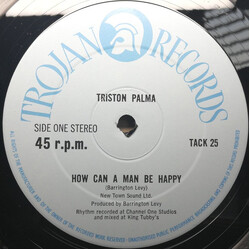 TROJAN RECORDS
TRISTON PALMA
SIDE ONE STEREO
45 r.p.m.
TACK 25
HOW CAN A MAN BE HAPPY
(Barrington Levy)
New Town Sound Ltd.
Produced by Barrington Levy
Rhythm recorded at Channel One Studios
and mixed at King Tubby's